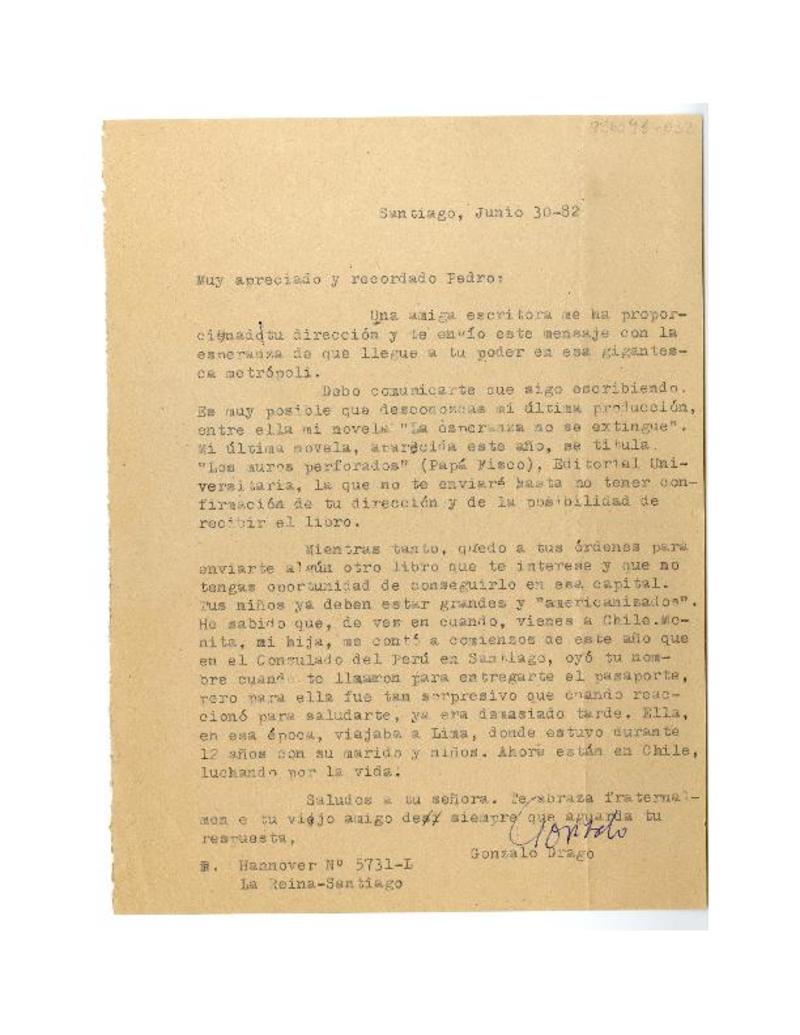 Santiago, Junio 30-82
Muy apreciado y recordado Pedro:
Una amiga escritora me ha propor-
cionado tu dirección y te envío este mensaje con la
esperanza de que llegue a tu poder en esa gigantes-
ca metrópoli.
Debo comunicarte que sigo escribiendo.
Es muy posible que desconozcas mi última producción,
entre ella mi novela "La esperanza no se extingue".
Mi última novela, aparecida este año, se titula
"Los muros perforados" (Papá Fisco), Editorial Uni-
versitaria, la que no te enviaré hasta no tener con-
firmación de tu dirección y de la posibilidad de
recibir el libro.
Mientras tanto, quedo a tus órdenes para
enviarte algún otro libro que te interese y que no
tengas oportunidad de conseguirlo en esa capital.
Tus niños ya deben estar grandes y "americanizados".
He sabido que, de vez en cuando, vienes a Chile. Mo-
nita, mi hija, me contó a comienzos de este año que
en el Consulado del Perú en Santiago, oyó tu nom-
bre cuando te llamaron para entregarte el pasaporte,
pero para ella fue tan sorpresivo que cuando reac-
cionó para saludarte, ya era demasiado tarde. Ella,
en esa época, viajaba a Lima, donde estuvo durante
12 años con su marido y niños. Ahora están en Chile,
luchando por la vida.
Saludos a tu señora. Te abraza fraternal-
men e tu viejo amigo de siempre que aguarda tu
respuesta,
Gonzalo
Gonzalo Drago
R. Hannover Nº 5731-L
La Reina-Santiago